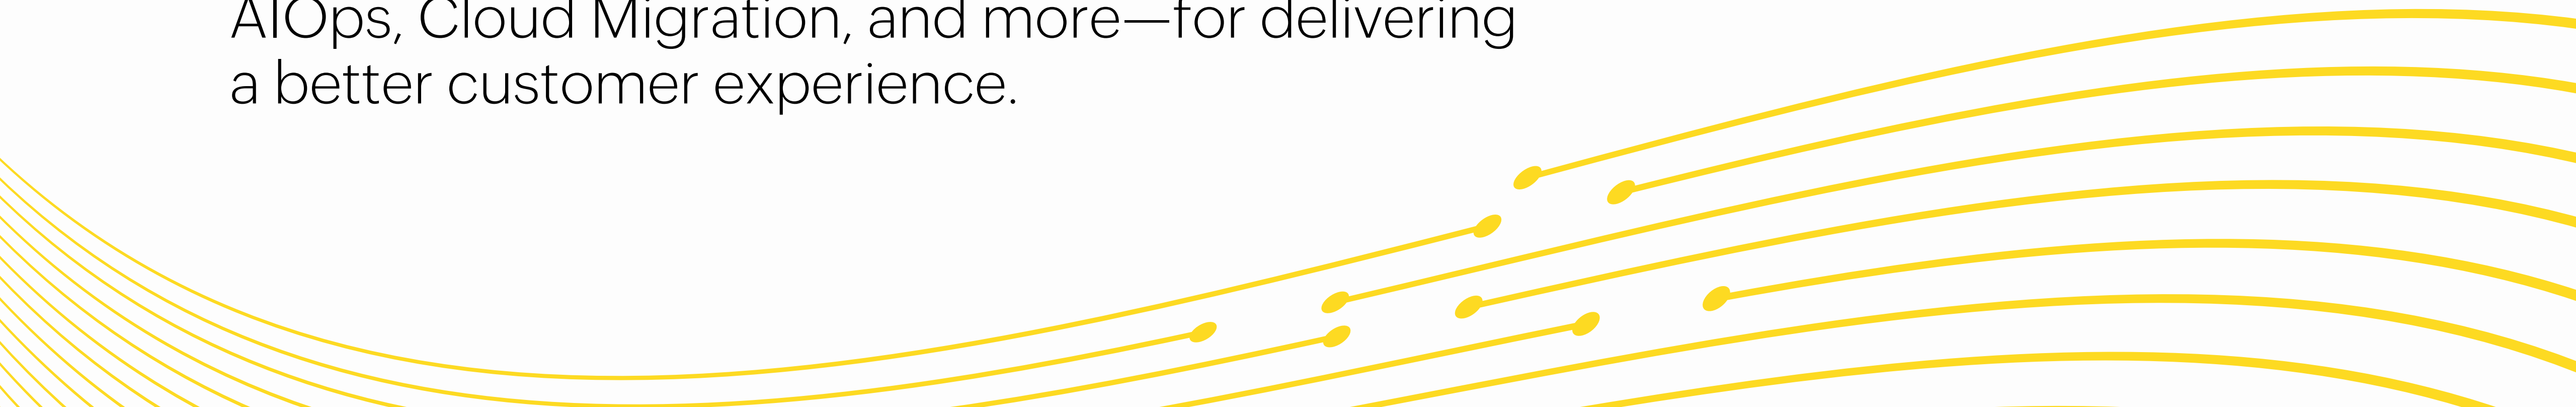 AIOps, Cloud Migration, and more—for delivering
a better customer experience.